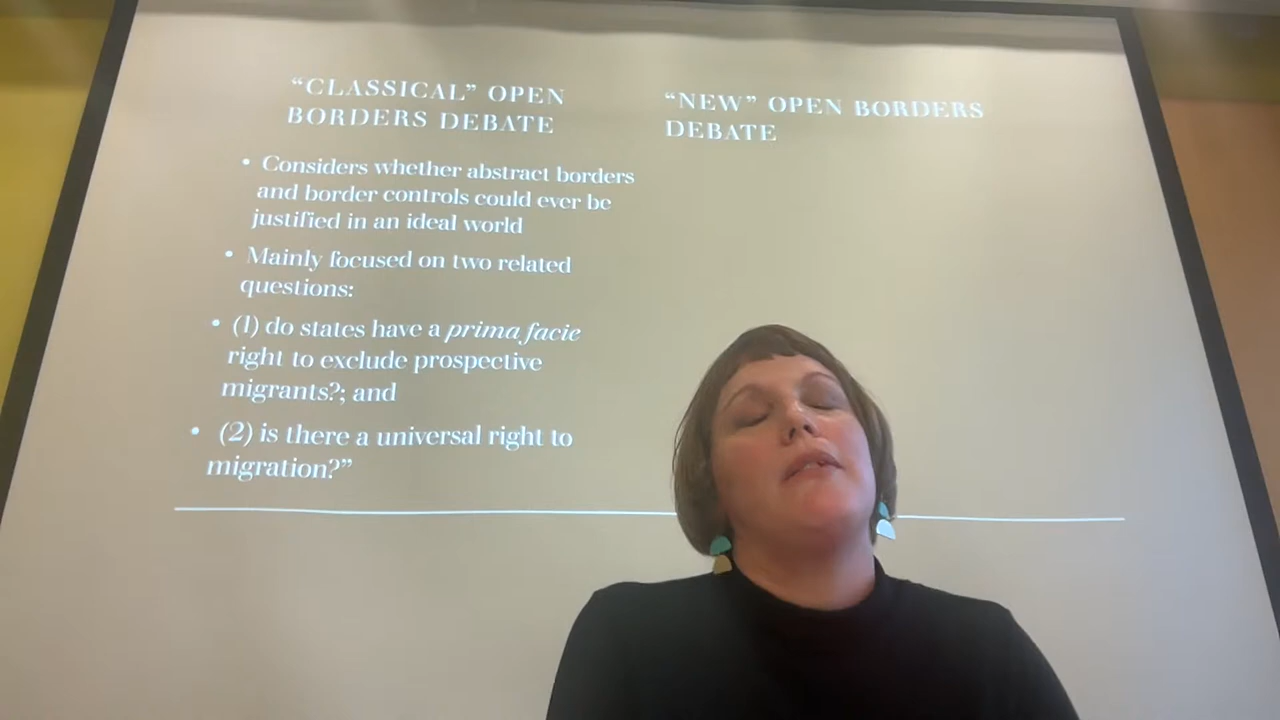 “CLASSICAL” OPEN
BORDERS DEBATE
• Considers whether abstract borders
and border controls could ever be
justified in an ideal world
• Mainly focused on two related
questions:
• (1) do states have a prima facie
right to exclude prospective
migrants?; and
• (2) is there a universal right to
migration?”
“NEW” OPEN BORDERS
DEBATE